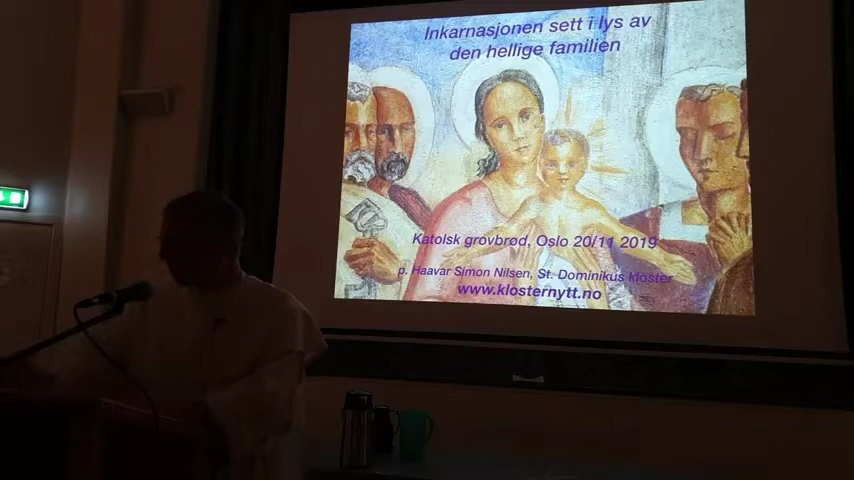 Inkarnasjonen sett i lys av
den hellige familien
Katolsk grovbrød, Oslo 20/11 2019
p. Haavar Simon Nilsen, St. Dominikus kloster
www.klosternytt.no